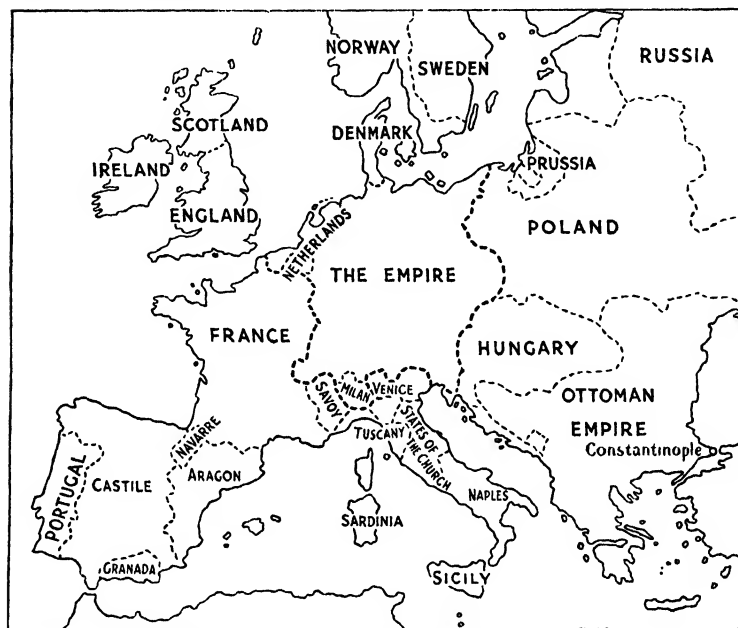 NORWAY
SWEDEN
RUSSIA
SCOTLAND
DENMARK
IRELAND
PRUSSIA
ENGLAND
NETHERLANDS
POLAND
THE EMPIRE
FRANCE
HUNGARY
SAVOY
MILAN
VENICE
OTTOMAN
EMPIRE
Constantinople
TUSCANY
STATES OF
THE CHURCH
NAVARRE
PORTUGAL
CASTILE
ARAGON
NAPLES
SARDINIA
GRANADA
SICILY